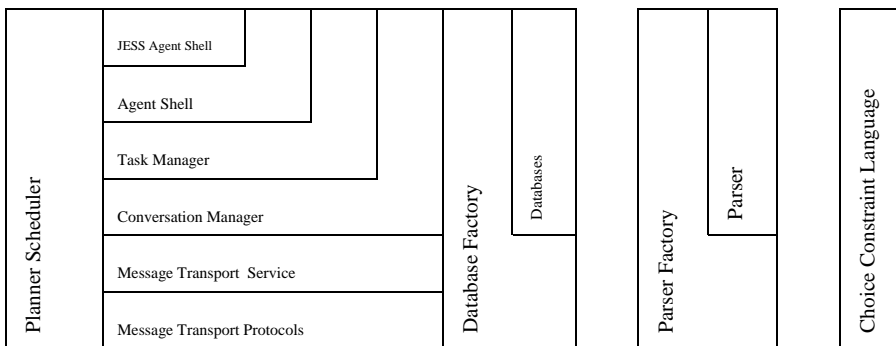 Planner Scheduler
JESS Agent Shell
Agent Shell
Task Manager
Conversation Manager
Message Transport Service
Message Transport Protocols
Database Factory
Databases
Parser Factory
Parser
Choice Constraint Language